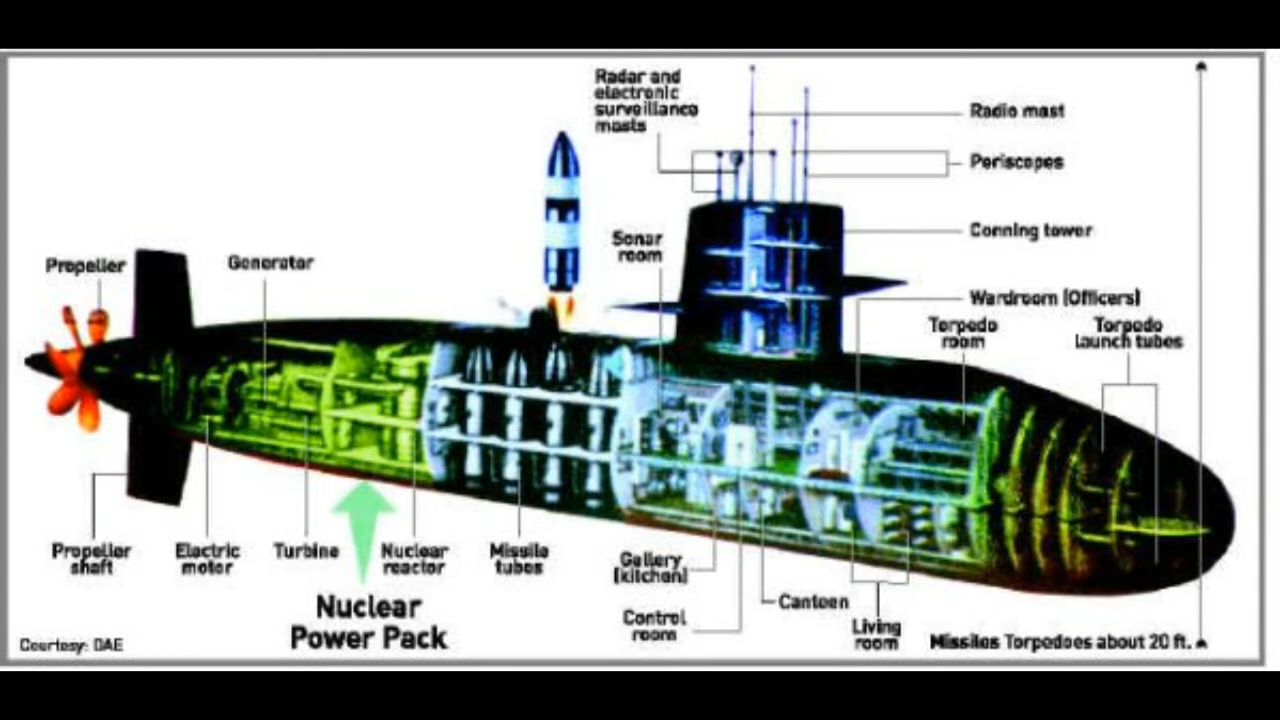 Radar and
electronic
surveillance
masts
Radio mast
Periscopes
Conning tower
Sonar
room
Propeller
Generator
Wardroom (Officers)
Torpedo
room
Torpedo
launch tubes
Propeller
shaft
Electric
motor
Turbine
Nuclear
reactor
Missile
tubes
Gallery
(kitchen)
Canteen
Control
room
Living
room
Nuclear
Power Pack
Courtesy: DAE
Missiles Torpedoes about 20 ft.